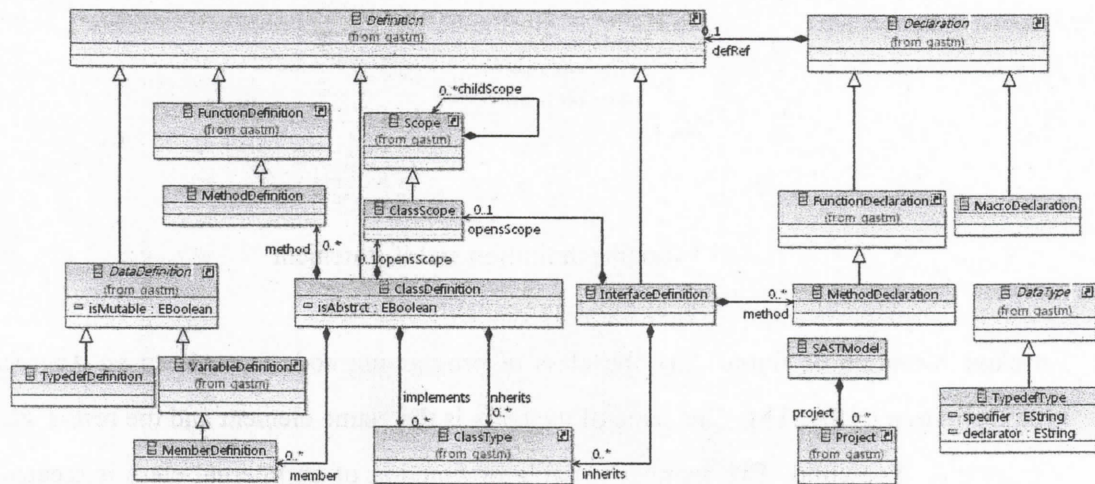 Definition
(from gastm)
Declaration
(from gastm)
0..1
defRef
0..* childScope
FunctionDefinition
(from gastm)
Scope
(from gastm)
MethodDefinition
ClassScope
0..1
opensScope
FunctionDeclaration
(from gastm)
MacroDeclaration
method
0..*
0..1 opensScope
DataDefinition
(from gastm)
isMutable : EBoolean
ClassDefinition
isAbstrct : EBoolean
InterfaceDefinition
0..*
method
MethodDeclaration
DataType
(from gastm)
SASTModel
TypedefDefinition
VariableDefinition
(from gastm)
implements
nherits
0..*
project
0..*
TypedefType
specifier : EString
declarator : EString
MemberDefinition
0..*
member
0..
ClassType
(from gastm)
0..*
inherits
Project
(from gastm)